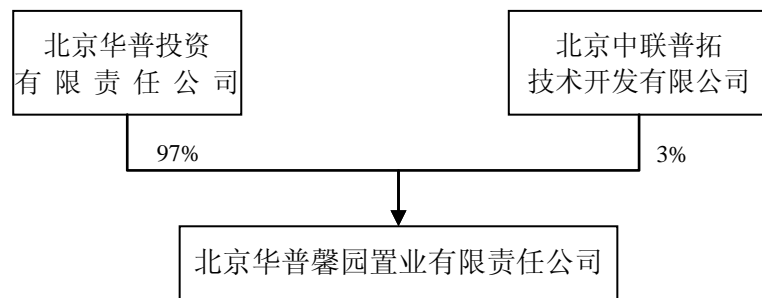 北京华普投资
有限责任公司
北京中联普拓
技术开发有限公司
97%
3%
北京华普馨园置业有限责任公司